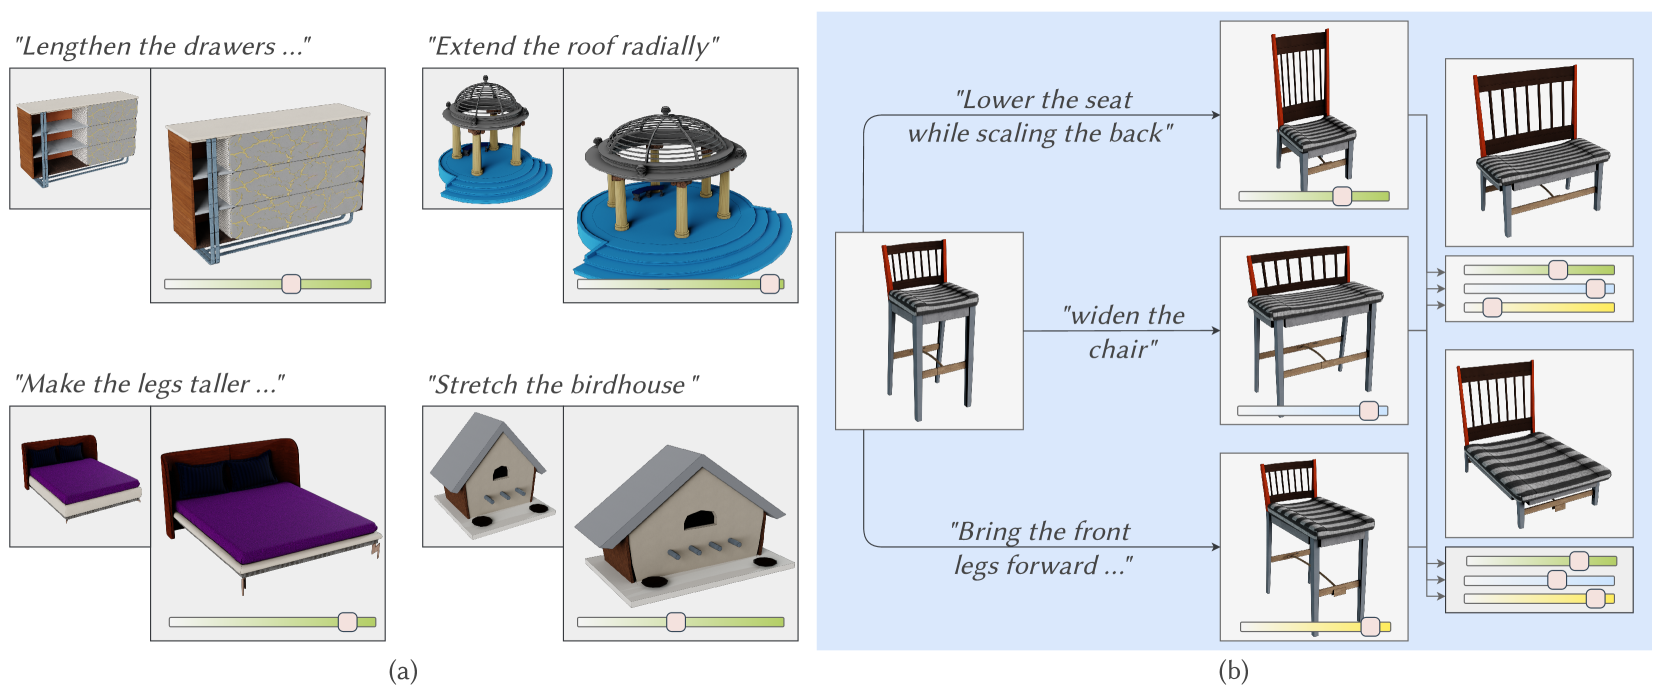 "Lengthen the drawers ..."
"Extend the roof radially"
"Make the legs taller ..."
"Stretch the birdhouse"
(a)
"Lower the seat
while scaling the back"
"widen the
chair"
"Bring the front
legs forward ..."
(b)